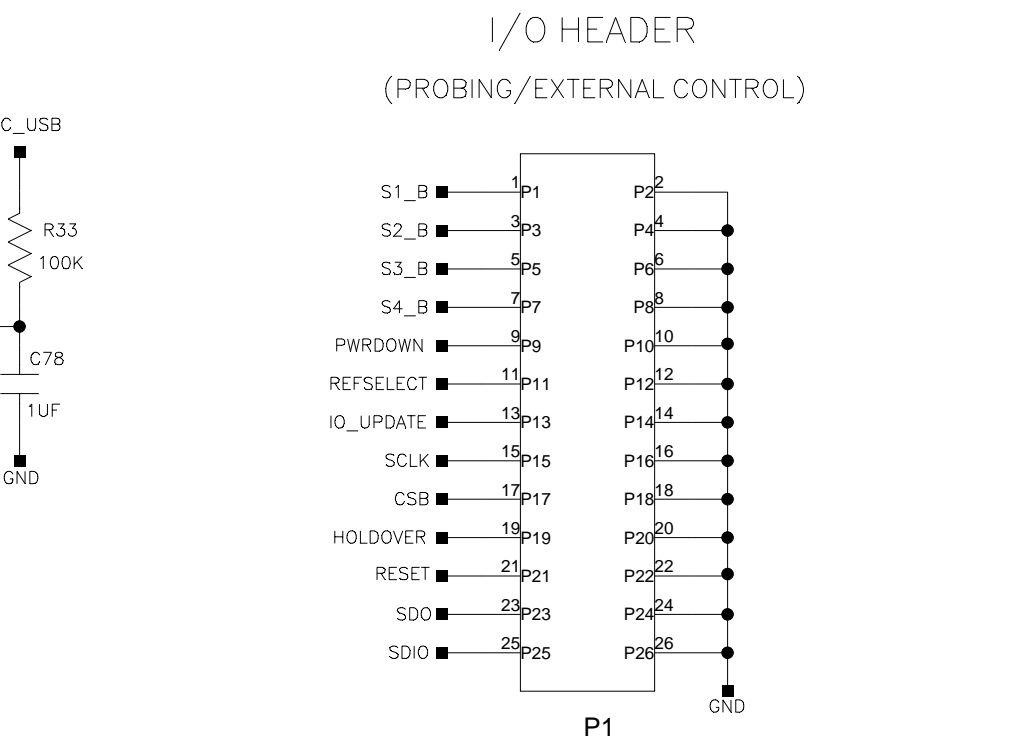 I/O HEADER
(PROBING/EXTERNAL CONTROL)
C_USB
R33
100K
C78
1UF
GND
S1_B 1 P1 P2 2
S2_B 3 P3 P4 4
S3_B 5 P5 P6 6
S4_B 7 P7 P8 8
PWRDOWN 9 P9 P10 10
REFSELECT 11 P11 P12 12
IO_UPDATE 13 P13 P14 14
SCLK 15 P15 P16 16
CSB 17 P17 P18 18
HOLDOVER 19 P19 P20 20
RESET 21 P21 P22 22
SDO 23 P23 P24 24
SDIO 25 P25 P26 26
GND
P1